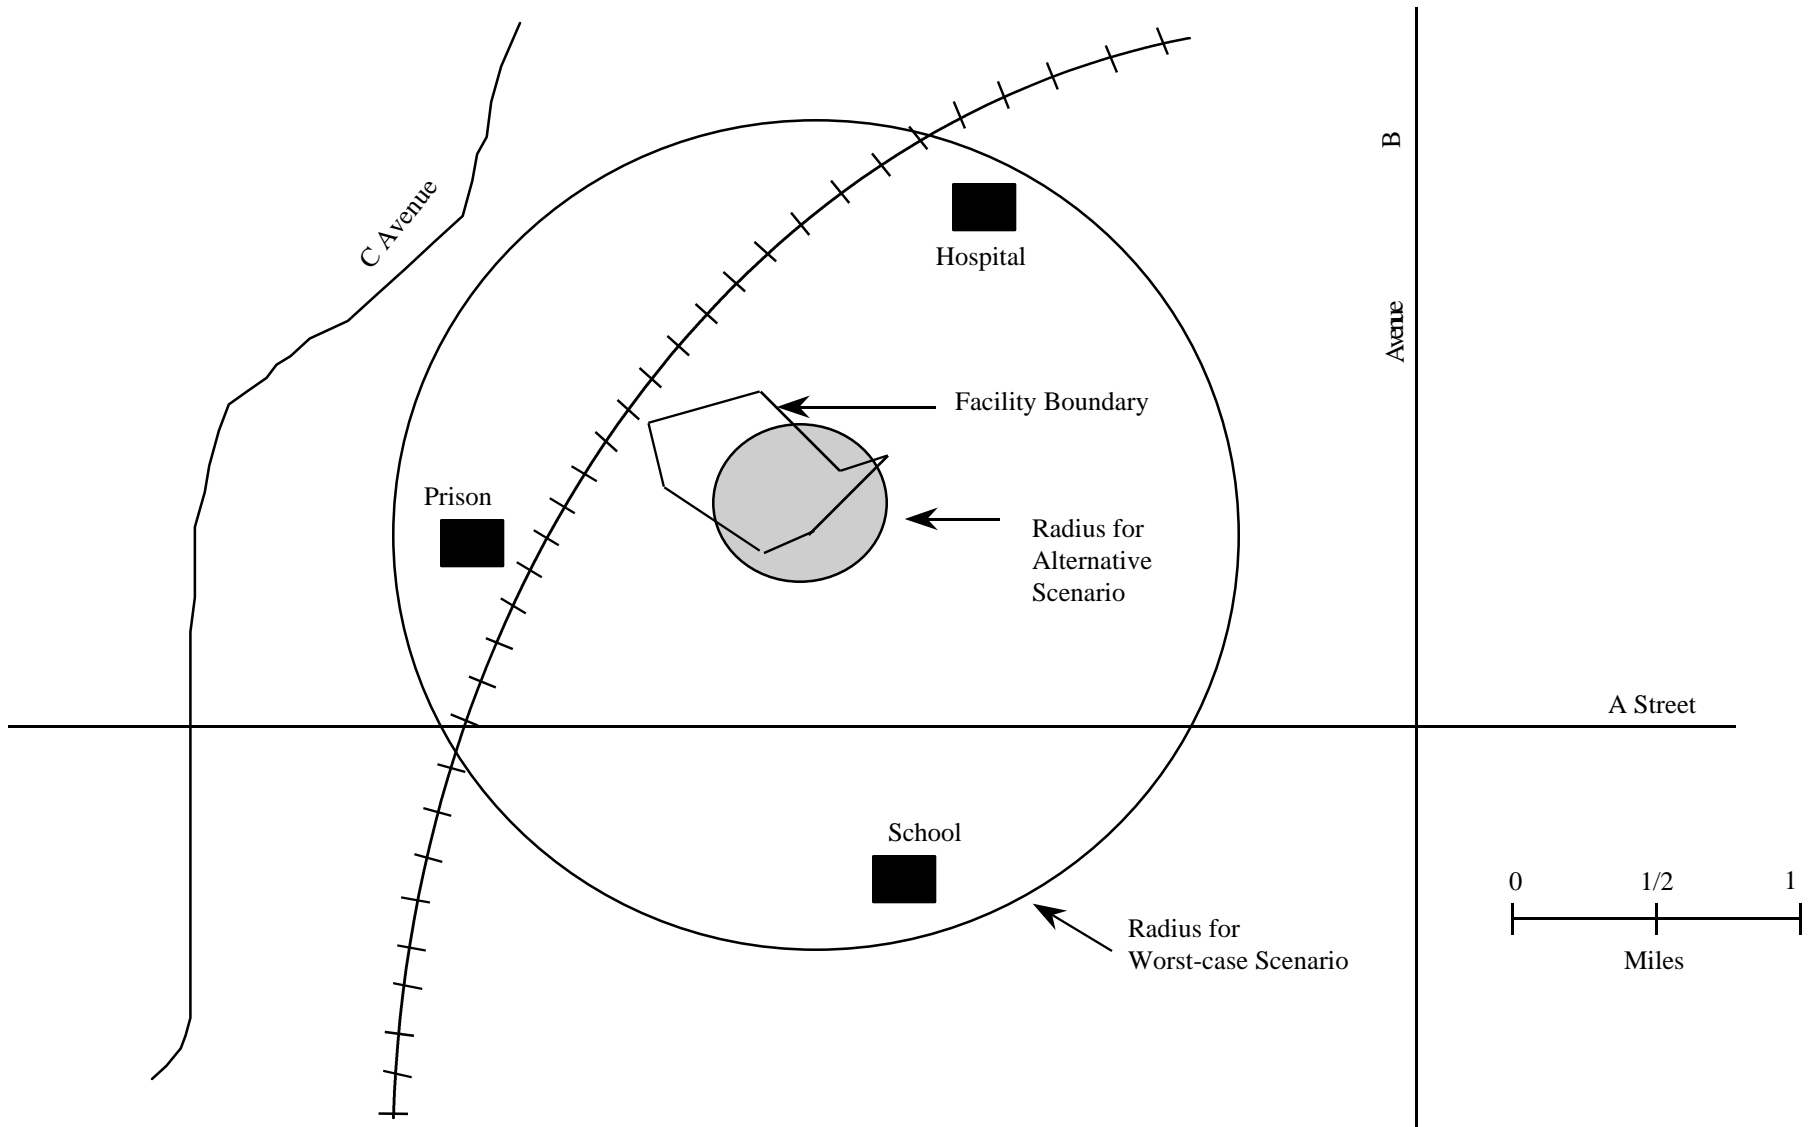 B
C Avenue
Hospital
Avenue
Facility Boundary
Prison
Radius for
Alternative
Scenario
A Street
School
0 1/2 1
Radius for
Worst-case Scenario
Miles